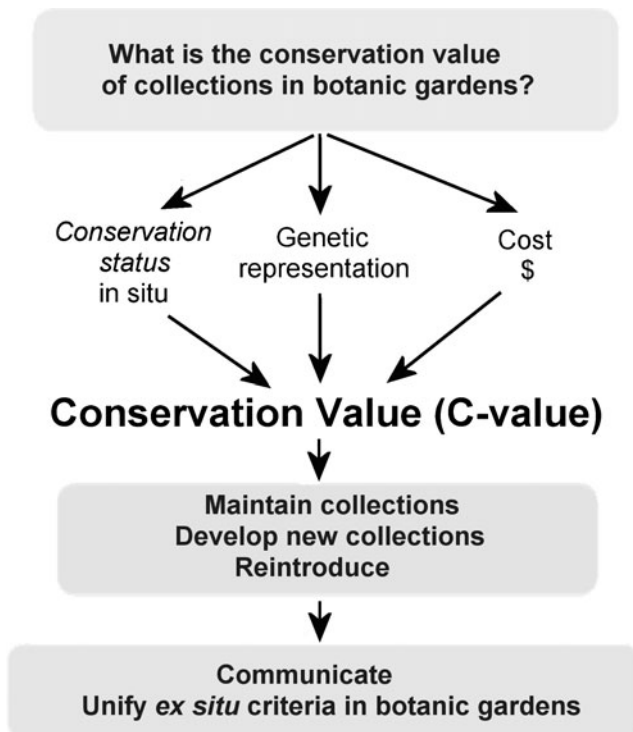 What is the conservation value
of collections in botanic gardens?
Conservation
status
in situ
Genetic
representation
Cost
$
Conservation Value (C-value)
Maintain collections
Develop new collections
Reintroduce
Communicate
Unify ex situ criteria in botanic gardens